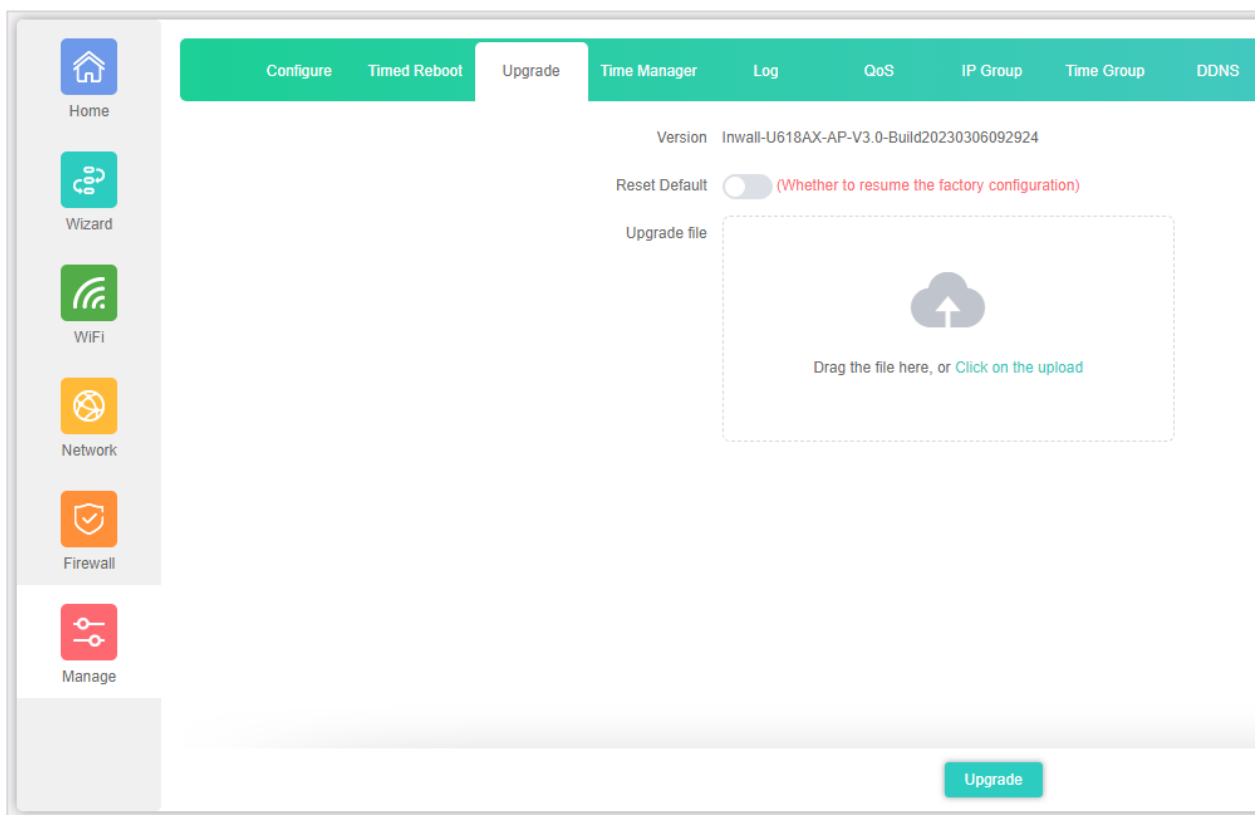 Home
Wizard
WiFi
Network
Firewall
Manage
Configure Timed Reboot Upgrade Time Manager Log QoS IP Group Time Group DDNS
Version Inwall-U618AX-AP-V3.0-Build20230306092924
Reset Default (Whether to resume the factory configuration)
Upgrade file
Drag the file here, or Click on the upload
Upgrade